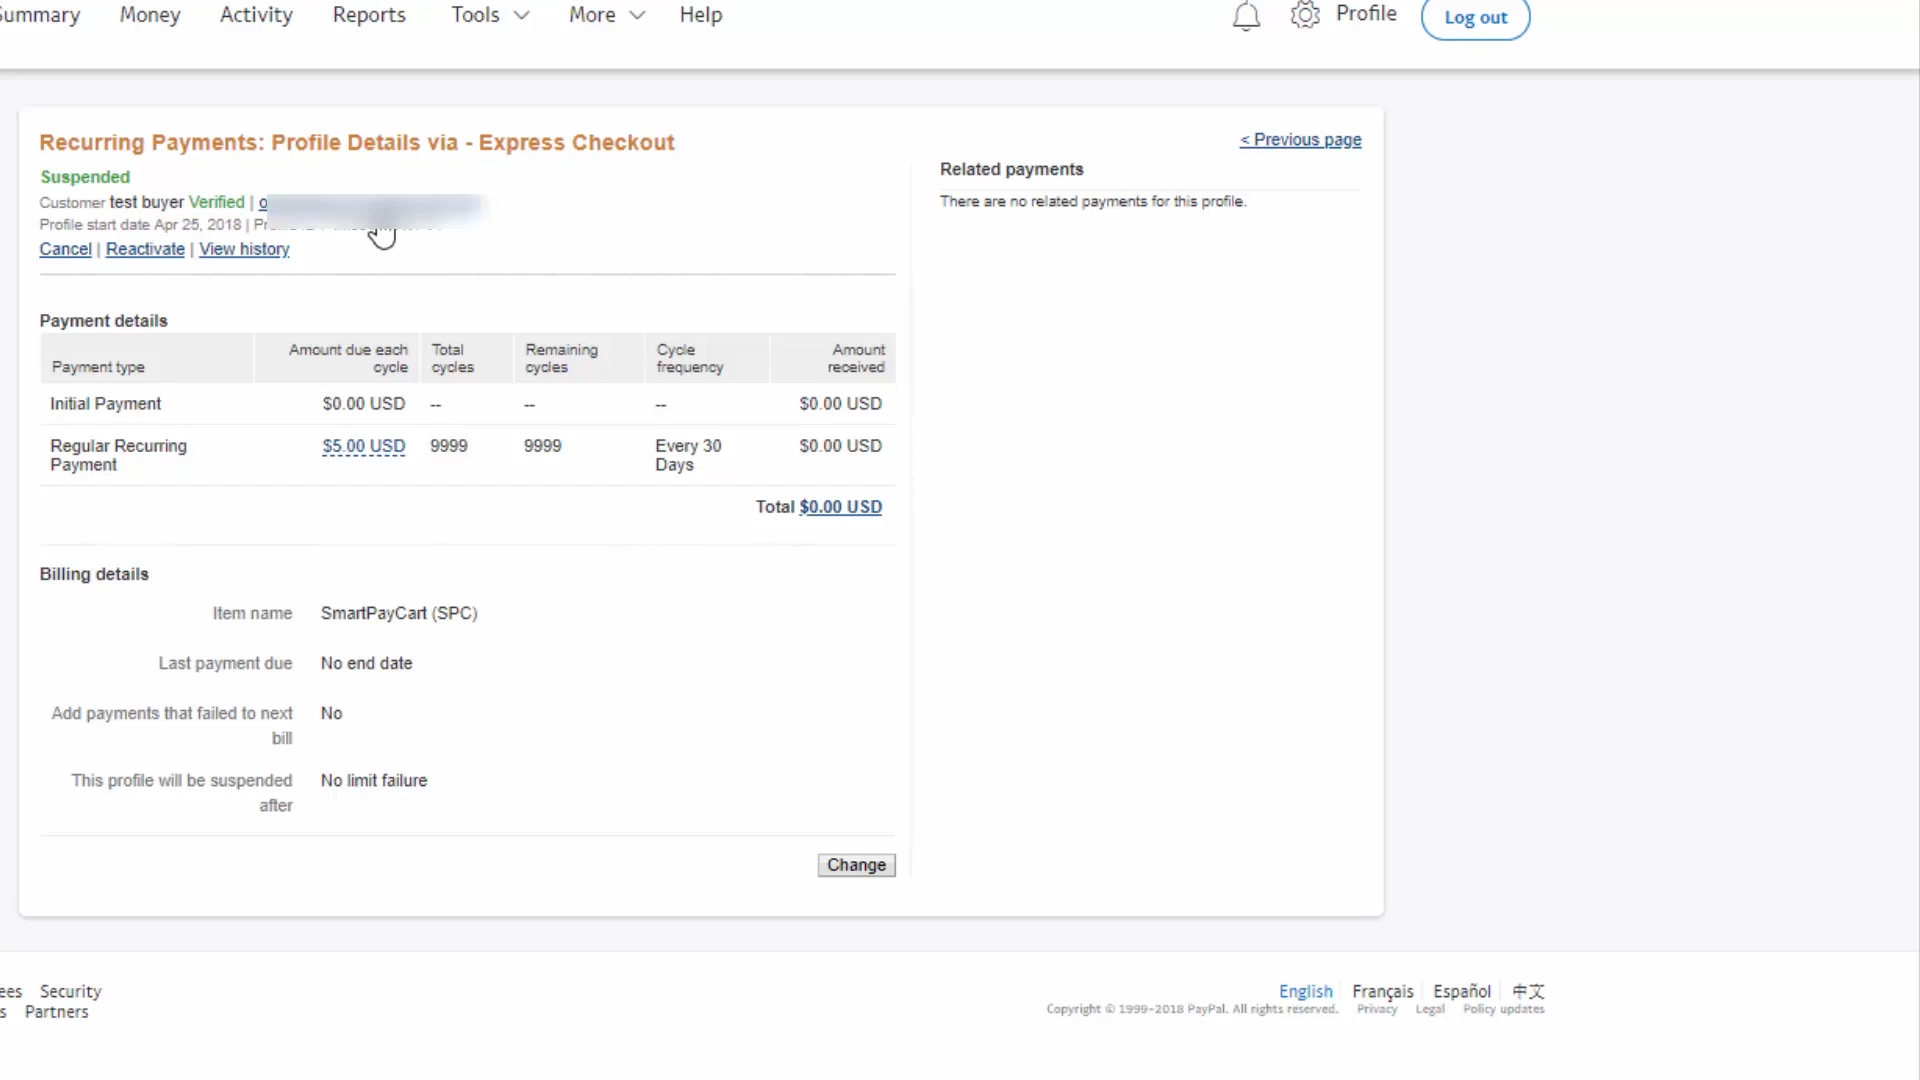 Summary Money Activity Reports Tools More Help Profile Log out
Recurring Payments: Profile Details via - Express Checkout
< Previous page
Suspended
Customer test buyer Verified | o
Profile start date Apr 25, 2018 |
Cancel | Reactivate | View history
Related payments
There are no related payments for this profile.
Payment details
Payment type Amount due each cycle Total cycles Remaining cycles Cycle frequency Amount received
Initial Payment $0.00 USD -- -- -- $0.00 USD
Regular Recurring Payment $5.00 USD 9999 9999 Every 30 Days $0.00 USD
Total $0.00 USD
Billing details
Item name SmartPayCart (SPC)
Last payment due No end date
Add payments that failed to next bill No
This profile will be suspended after No limit failure
Change
ees Security
s Partners
English Français Español 中文
Copyright © 1999-2018 PayPal. All rights reserved. Privacy Legal Policy updates